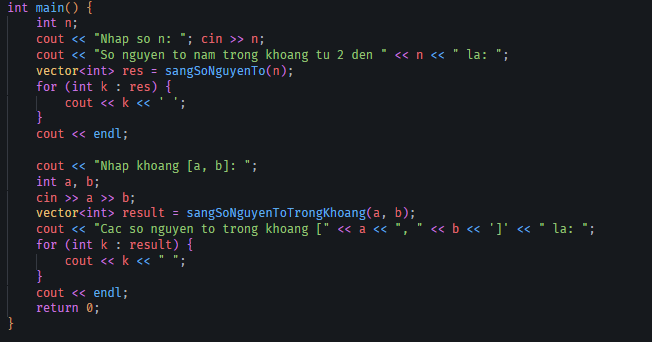 int main() {
    int n;
    cout << "Nhap so n: "; cin >> n;
    cout << "So nguyen to nam trong khoang tu 2 den " << n << " la: ";
    vector<int> res = sangSoNguyenTo(n);
    for (int k : res) {
        cout << k << ' ';
    }
    cout << endl;

    cout << "Nhap khoang [a, b]: ";
    int a, b;
    cin >> a >> b;
    vector<int> result = sangSoNguyenToTrongKhoang(a, b);
    cout << "Cac so nguyen to trong khoang [" << a << ", " << b << ']' << " la: ";
    for (int k : result) {
        cout << k << " ";
    }
    cout << endl;
    return 0;
}